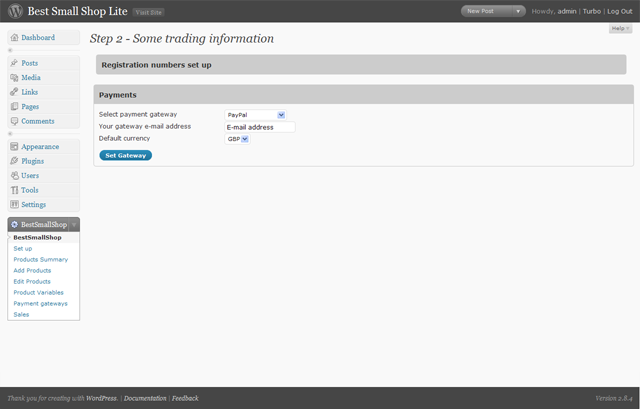 Best Small Shop Lite Visit Site New Post Howdy, admin | Turbo | Log Out
Help
Dashboard
Posts
Media
Links
Pages
Comments
Appearance
Plugins
Users
Tools
Settings
BestSmallShop
BestSmallShop
Set up
Products Summary
Add Products
Edit Products
Product Variables
Payment gateways
Sales
Step 2 - Some trading information
Registration numbers set up
Payments
Select payment gateway PayPal
Your gateway e-mail address E-mail address
Default currency GBP
Set Gateway
Thank you for creating with WordPress. | Documentation | Feedback Version 2.8.4